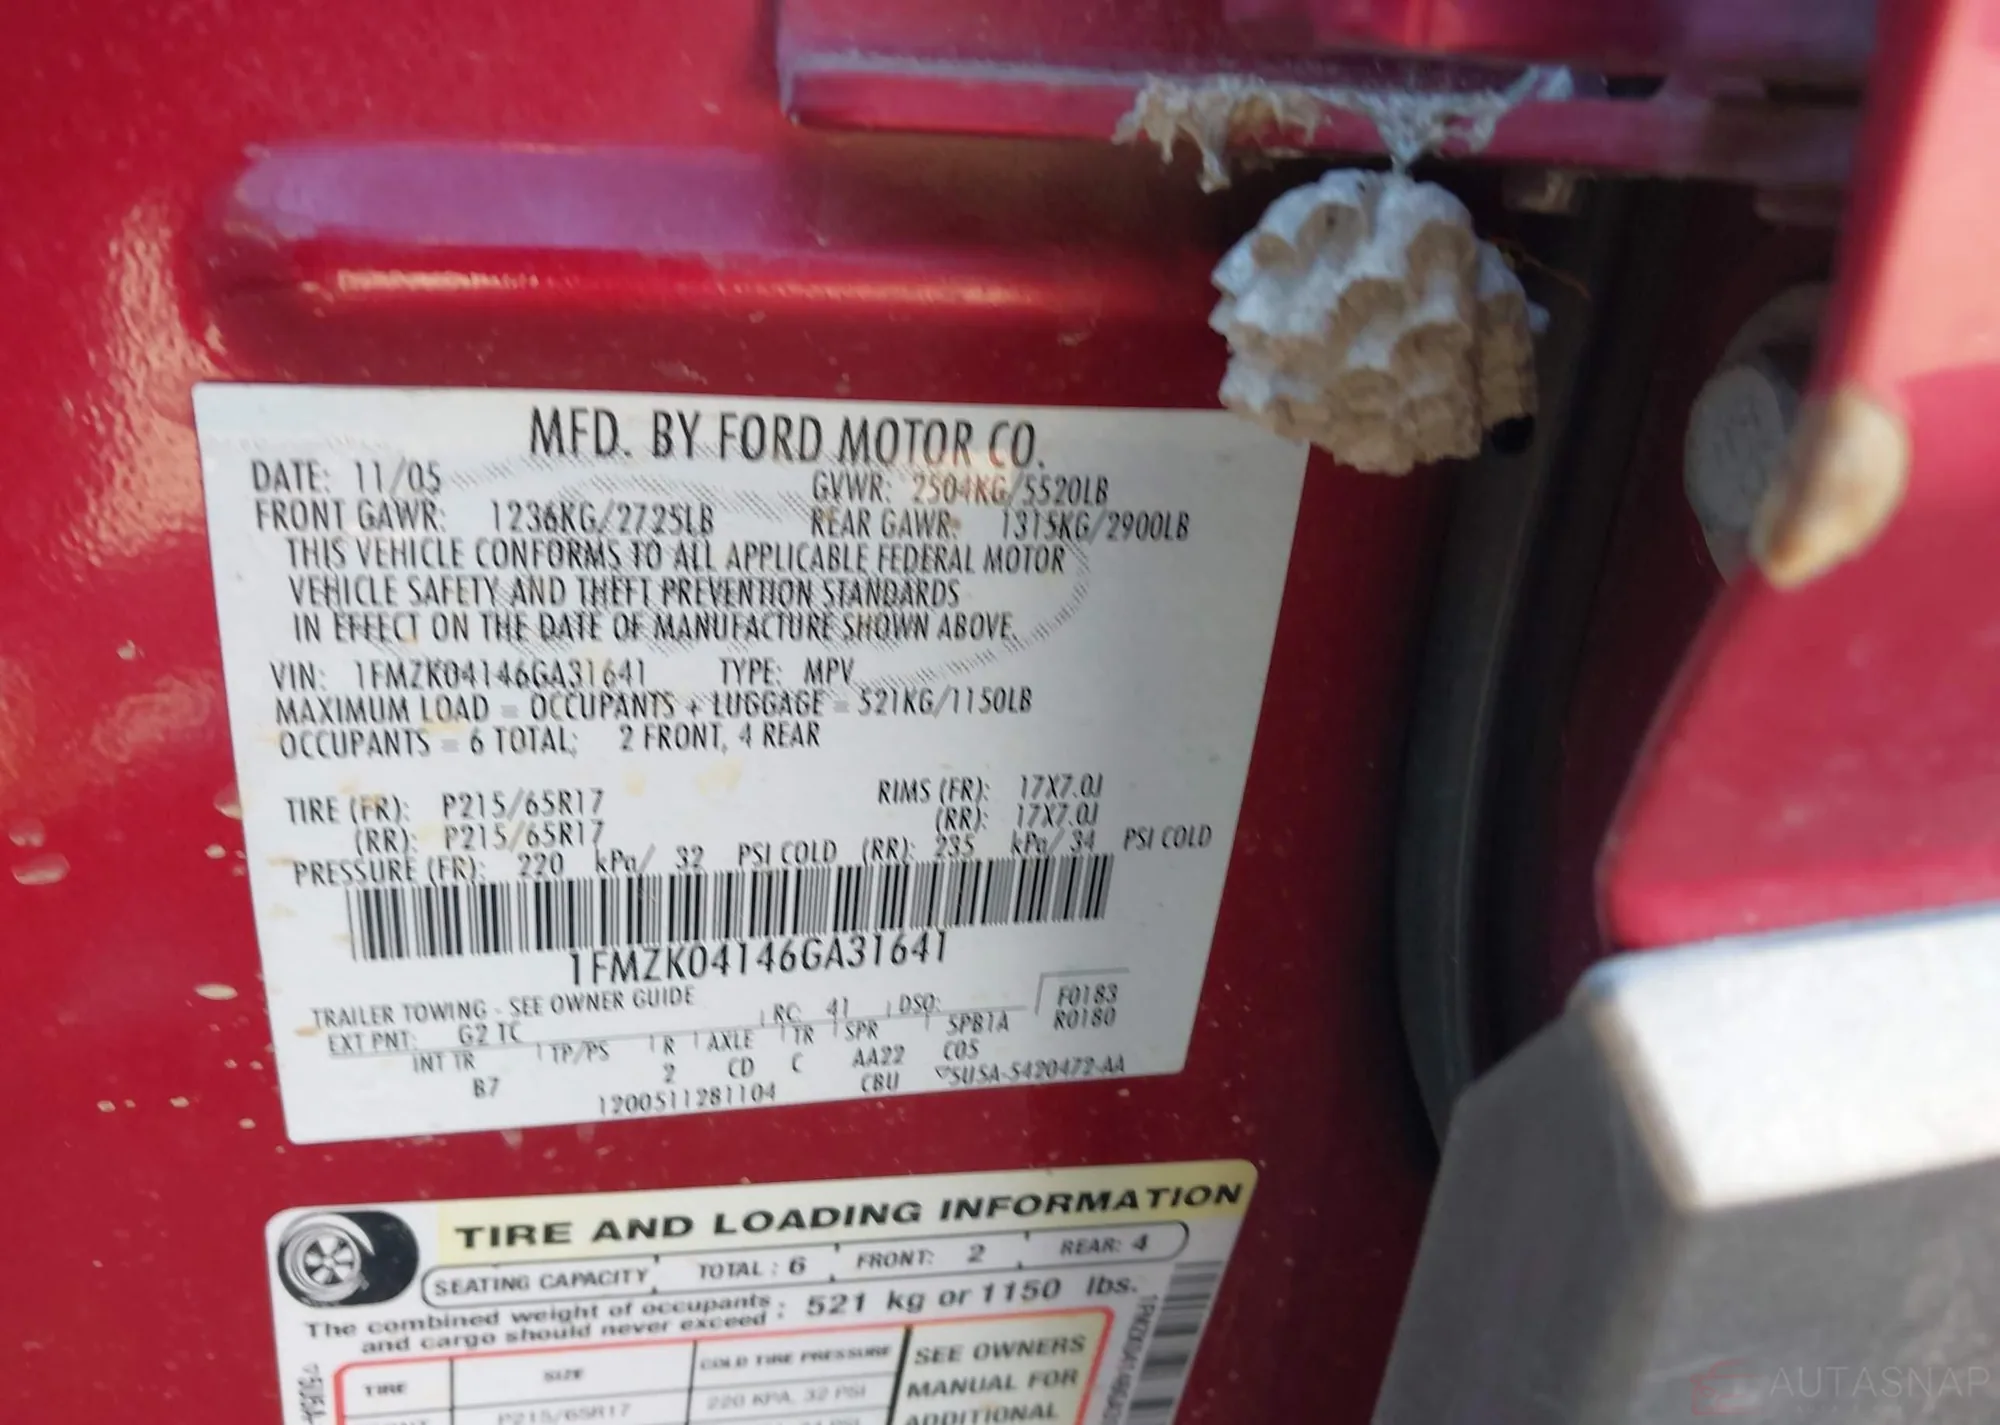 MFD. BY FORD MOTOR CO.
DATE: 11/05 GVWR: 2504KG/5520LB
FRONT GAWR: 1236KG/2725LB REAR GAWR: 1315KG/2900LB
THIS VEHICLE CONFORMS TO ALL APPLICABLE FEDERAL MOTOR
VEHICLE SAFETY AND THEFT PREVENTION STANDARDS
IN EFFECT ON THE DATE OF MANUFACTURE SHOWN ABOVE.
VIN: 1FMZK04146GA31641 TYPE: MPV
MAXIMUM LOAD = OCCUPANTS + LUGGAGE = 521KG/1150LB
OCCUPANTS = 6 TOTAL; 2 FRONT, 4 REAR
TIRE (FR): P215/65R17 RIMS (FR): 17X7.0J
(RR): P215/65R17 (RR): 17X7.0J
PRESSURE (FR): 220 kPa/ 32 PSI COLD (RR): 235 kPa/ 34 PSI COLD
1FMZK04146GA31641
TRAILER TOWING - SEE OWNER GUIDE RC: 41 DSO: F0183
EXT PNT: G2 TC R0180
INT TR TP/PS R AXLE TR SPR SPB1A
B7 2 CD C AA22 C05
1200511281104 CBU 5U5A-5420472-AA
TIRE AND LOADING INFORMATION
SEATING CAPACITY TOTAL : 6 FRONT: 2 REAR: 4
The combined weight of occupants and cargo should never exceed : 521 kg or 1150 lbs.
TIRE SIZE COLD TIRE PRESSURE SEE OWNERS
P215/65R17 220 KPA, 32 PSI MANUAL FOR
ADDITIONAL
AUTASNAP